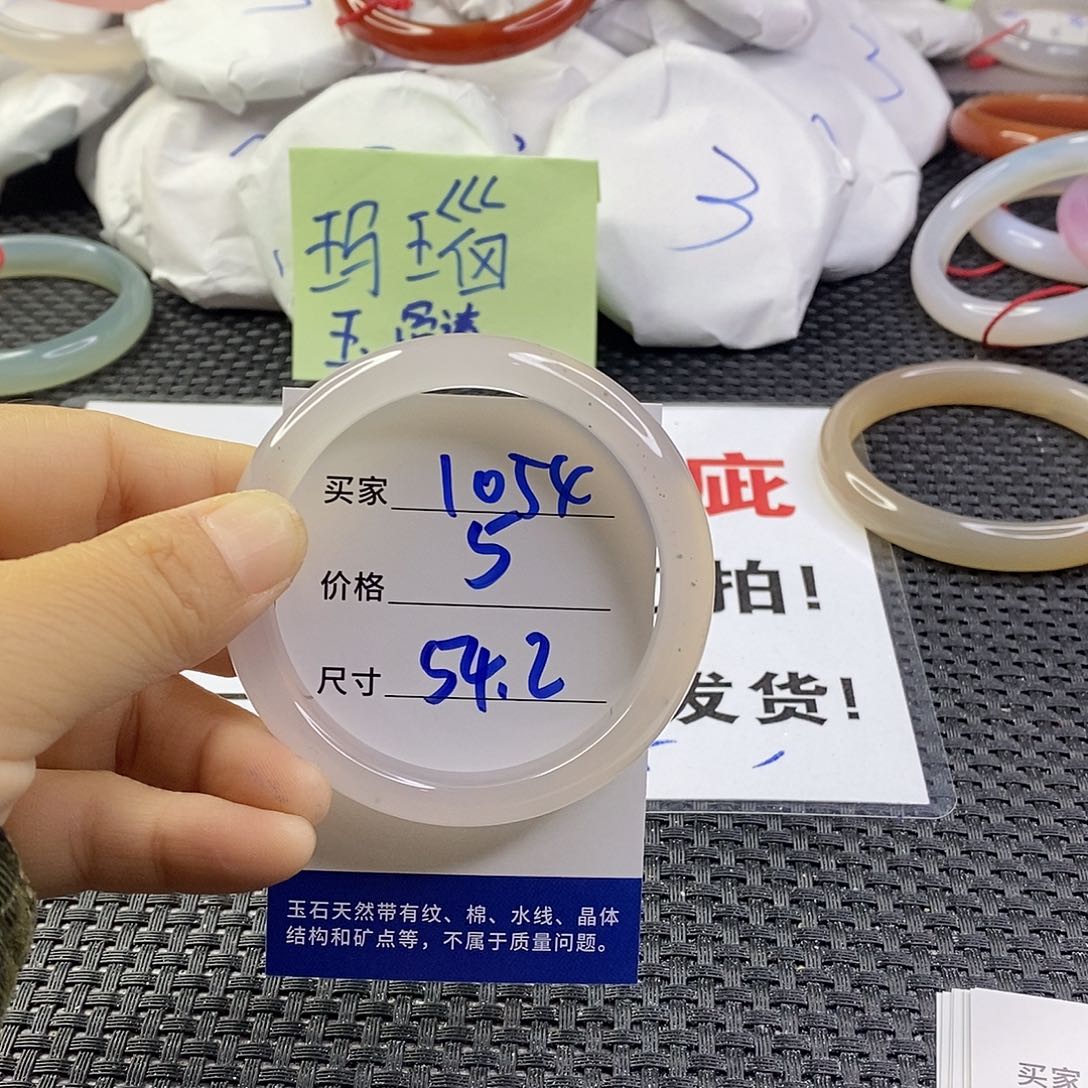 3
3
玛瑙
玉髓
买家 1054
价格 5
尺寸 54.2
疵
拍!
发货!
玉石天然带有纹、棉、水线、晶体
结构和矿点等，不属于质量问题。
买家